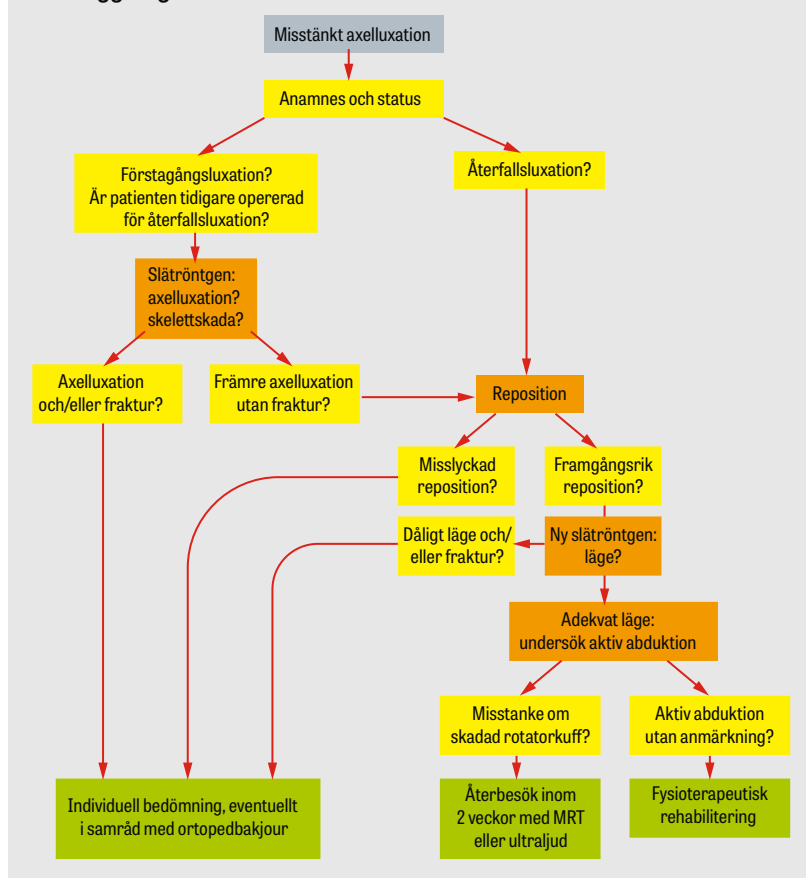 Misstänkt axelluxation
Anamnes och status
Förstagångsluxation?
Är patienten tidigare opererad
för återfallsluxation?
Återfallsluxation?
Slätröntgen:
axelluxation?
skelettskada?
Axelluxation
och/eller fraktur?
Främre axelluxation
utan fraktur?
Reposition
Misslyckad
reposition?
Framgångsrik
reposition?
Dåligt läge och/
eller fraktur?
Ny slätröntgen:
läge?
Adekvat läge:
undersök aktiv abduktion
Misstanke om
skadad rotatorkuff?
Aktiv abduktion
utan anmärkning?
Individuell bedömning, eventuellt
i samråd med ortopedbakjour
Återbesök inom
2 veckor med MRT
eller ultraljud
Fysioterapeutisk
rehabilitering